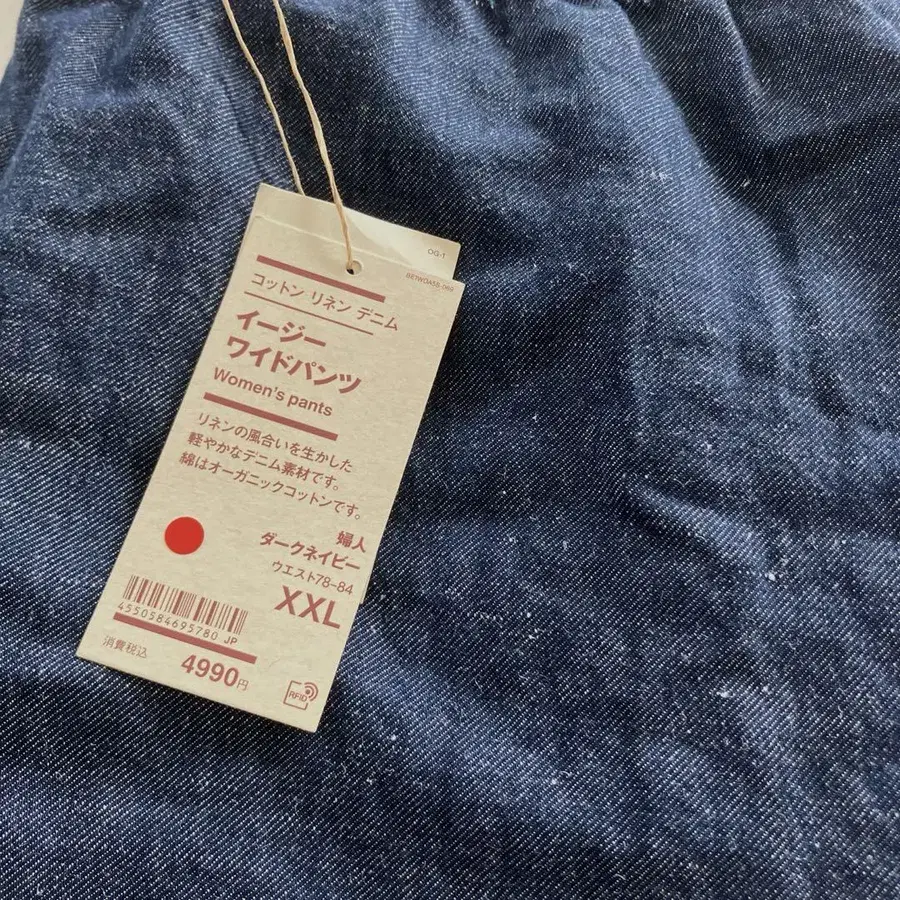 OG-1
コットン リネン デニム
イージー
ワイドパンツ
Women's pants
リネンの風合いを生かした
軽やかなデニム素材です。
綿はオーガニックコットンです。
婦人
ダークネイビー
ウエスト78-84
XXL
4550584695780 JP
消費税込
4990円
RFID